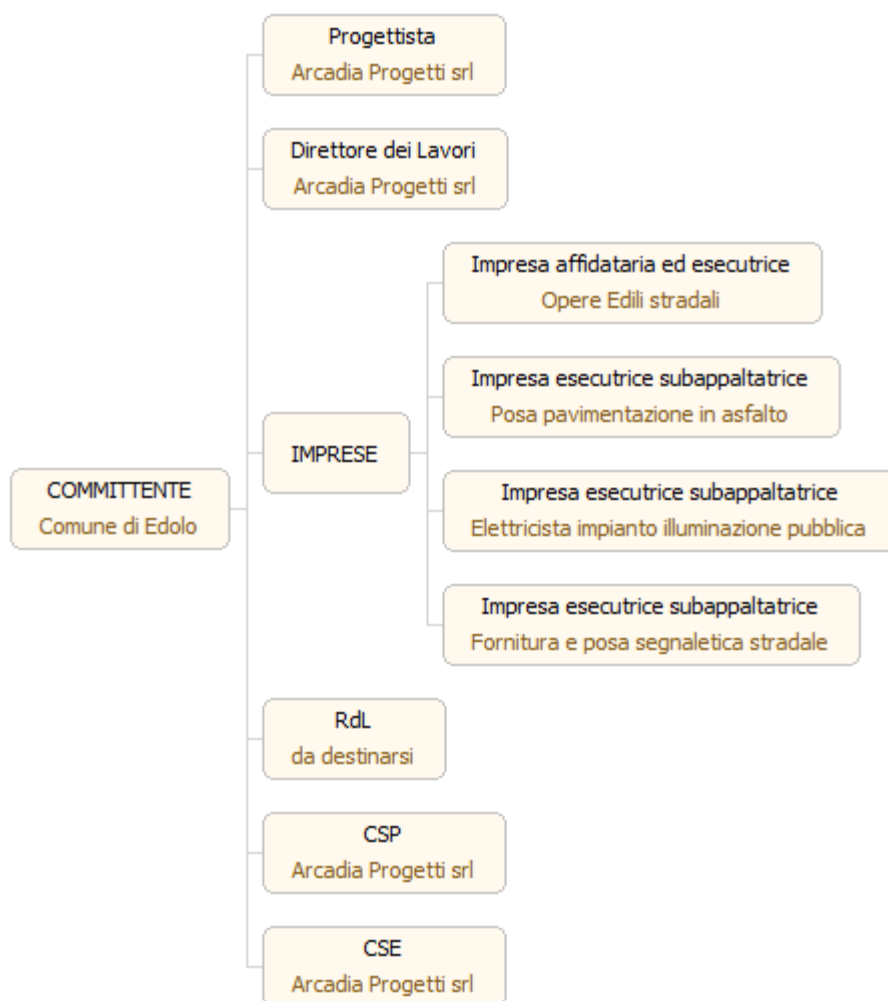 Progettista
Arcadia Progetti srl
Direttore dei Lavori
Arcadia Progetti srl
Impresa affidataria ed esecutrice
Opere Edili stradali
Impresa esecutrice subappaltatrice
Posa pavimentazione in asfalto
IMPRESE
COMMITTENTE
Comune di Edolo
Impresa esecutrice subappaltatrice
Elettricista impianto illuminazione pubblica
Impresa esecutrice subappaltatrice
Fornitura e posa segnaletica stradale
RdL
da destinarsi
CSP
Arcadia Progetti srl
CSE
Arcadia Progetti srl